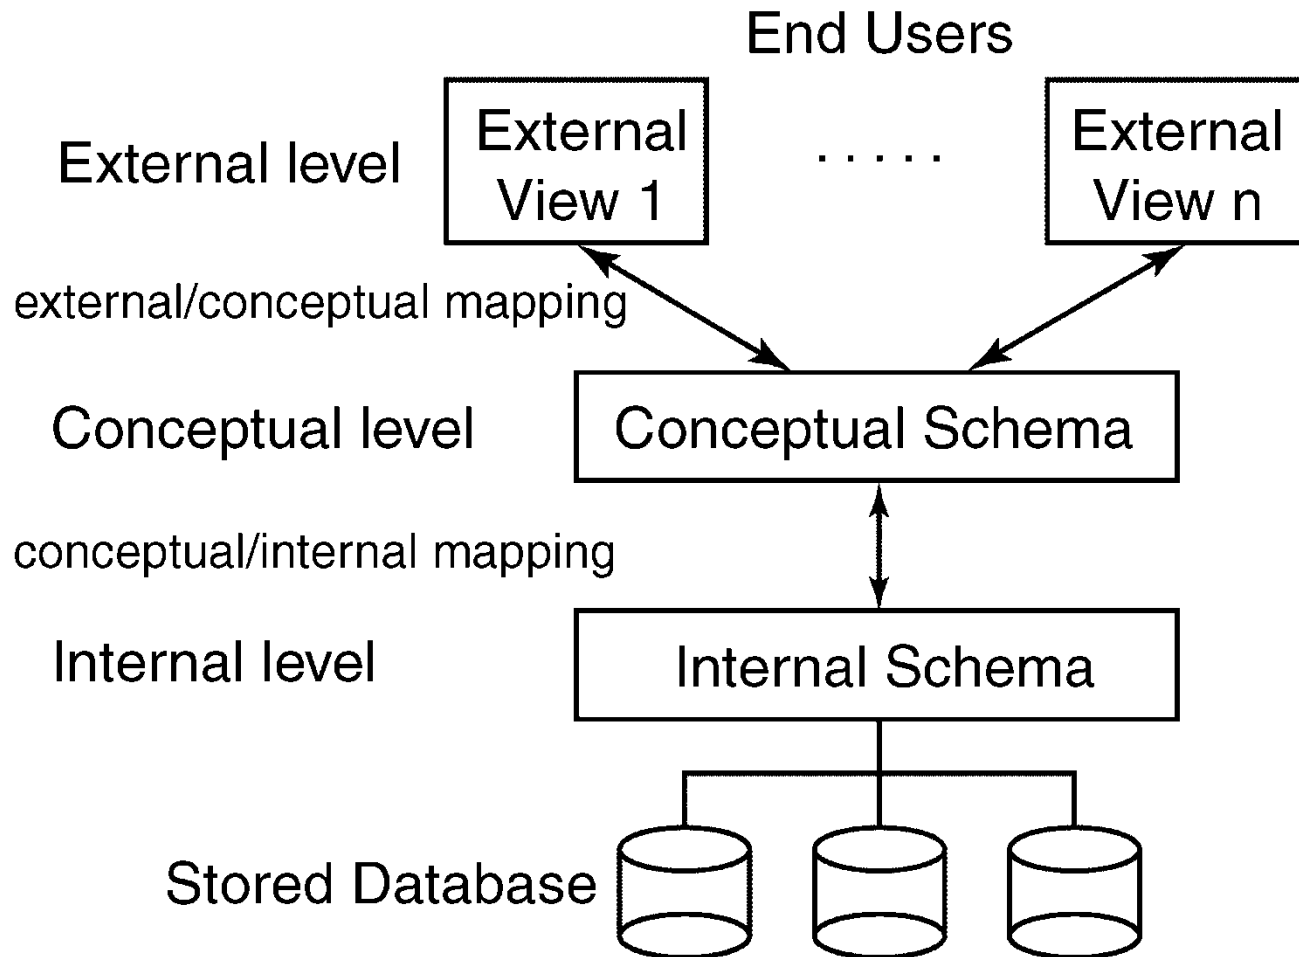 End Users
External level
External
View 1
. . . . .
External
View n
external/conceptual mapping
Conceptual level
Conceptual Schema
conceptual/internal mapping
Internal level
Internal Schema
Stored Database